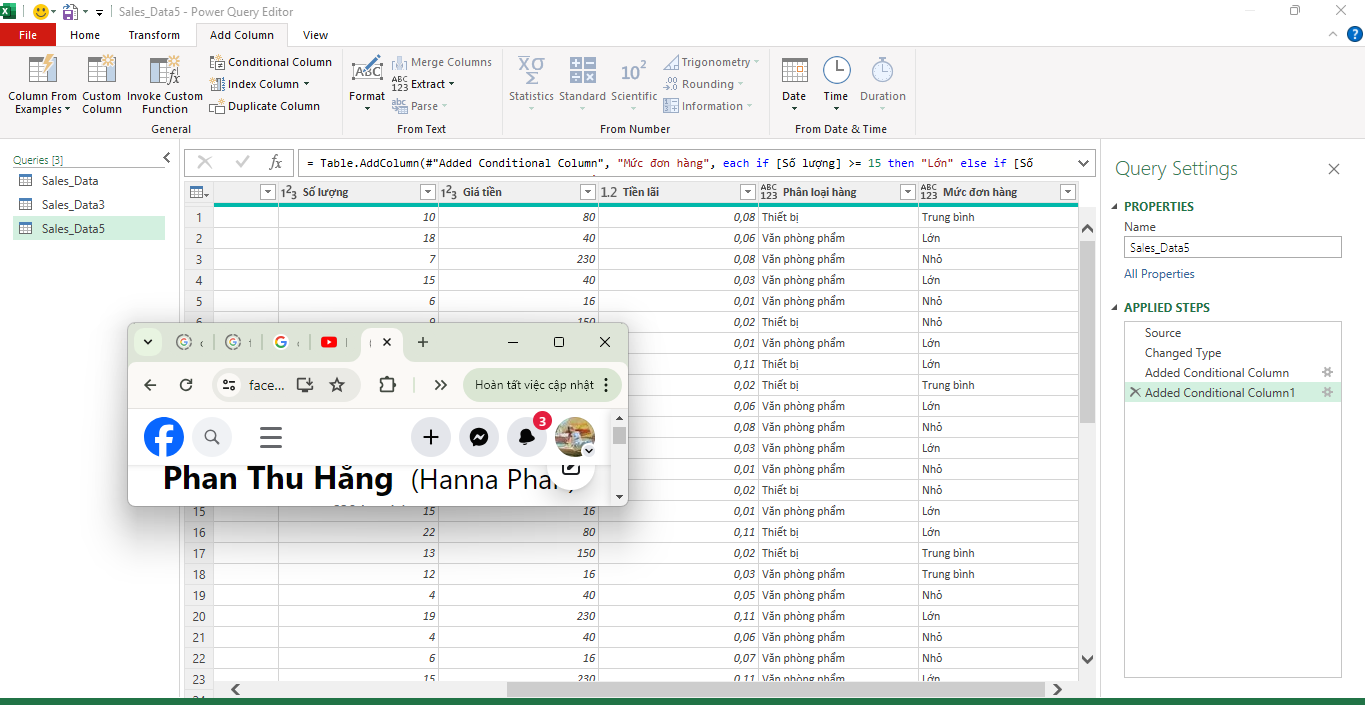 Sales_Data5 - Power Query Editor
File Home Transform Add Column View
Column From Examples
Custom Column
Invoke Custom Function
Conditional Column
Index Column
Duplicate Column
General
Format
Merge Columns
ABC 123 Extract
Parse
From Text
Statistics
Standard
10² Scientific
Trigonometry
.00 Rounding
Information
From Number
Date
Time
Duration
From Date & Time
Queries [3]
Sales_Data
Sales_Data3
Sales_Data5
fx = Table.AddColumn(#"Added Conditional Column", "Mức đơn hàng", each if [Số lượng] >= 15 then "Lớn" else if [Số
1²3 Số lượng 1²3 Giá tiền 1.2 Tiền lãi ABC 123 Phân loại hàng ABC 123 Mức đơn hàng
1 10 80 0,08 Thiết bị Trung bình
2 18 40 0,06 Văn phòng phẩm Lớn
3 7 230 0,08 Văn phòng phẩm Nhỏ
4 15 40 0,03 Văn phòng phẩm Lớn
5 6 16 0,01 Văn phòng phẩm Nhỏ
6 9 150 0,02 Thiết bị Nhỏ
0,01 Văn phòng phẩm Lớn
0,11 Thiết bị Lớn
0,02 Thiết bị Trung bình
0,06 Văn phòng phẩm Lớn
0,08 Văn phòng phẩm Nhỏ
0,03 Văn phòng phẩm Lớn
0,01 Văn phòng phẩm Nhỏ
0,02 Thiết bị Nhỏ
15 15 16 0,01 Văn phòng phẩm Lớn
16 22 80 0,11 Thiết bị Lớn
17 13 150 0,02 Thiết bị Trung bình
18 12 16 0,03 Văn phòng phẩm Trung bình
19 4 40 0,05 Văn phòng phẩm Nhỏ
20 19 230 0,11 Văn phòng phẩm Lớn
21 4 40 0,06 Văn phòng phẩm Nhỏ
22 6 16 0,07 Văn phòng phẩm Nhỏ
23 15 230 0,11 Văn phòng phẩm Lớn
face...
Hoàn tất việc cập nhật
3
Phan Thu Hằng (Hanna Phan)
Query Settings
PROPERTIES
Name
Sales_Data5
All Properties
APPLIED STEPS
Source
Changed Type
Added Conditional Column
Added Conditional Column1